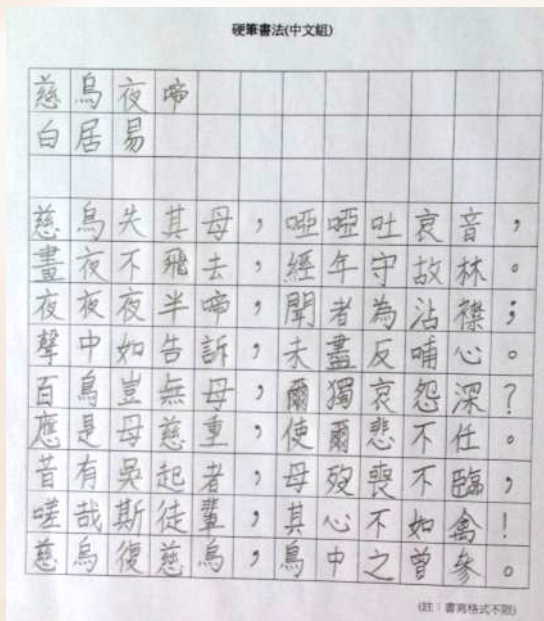 硬筆書法(中文組)
慈烏夜啼
白居易
慈烏失其母，啞啞吐哀音，
晝夜不飛去，經年守故林。
夜夜夜半啼，聞者為沾襟；
聲中如告訴，未盡反哺心。
百鳥豈無母，爾獨哀怨深？
應是母慈重，使爾悲不任。
昔有吳起者，母歿喪不臨，
嗟哉斯徒輩，其心不如禽！
慈烏復慈烏，鳥中之曾參。
(註：書寫格式不限)